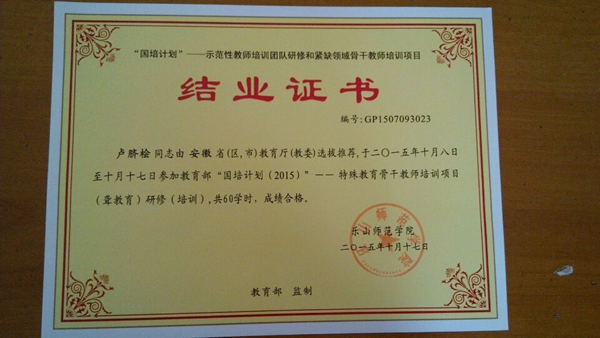 “国培计划”——示范性教师培训团队研修和紧缺领域骨干教师培训项目
结业证书
编号:GP1507093023
卢脐桧 同志由 安徽 省(区,市)教育厅(教委)选拔推荐,于二〇一五年十月八日
至十月十七日参加教育部“国培计划(2015)”——特殊教育骨干教师培训项目
(聋教育)研修(培训),共60学时,成绩合格。
乐山师范学院
二〇一五年十月十七日
教育部 监制